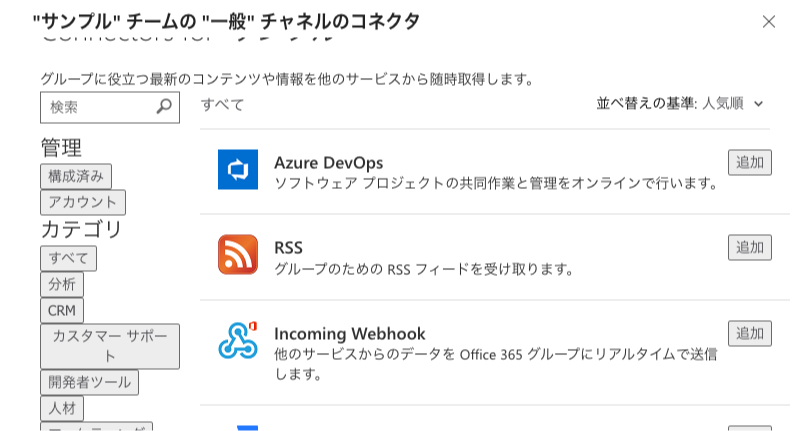 "サンプル" チームの "一般" チャネルのコネクタ
グループに役立つ最新のコンテンツや情報を他のサービスから随時取得します。
検索
すべて
並べ替えの基準: 人気順
管理
構成済み
アカウント
カテゴリ
すべて
分析
CRM
カスタマー サポー
ト
開発者ツール
人材
Azure DevOps
ソフトウェア プロジェクトの共同作業と管理をオンラインで行います。
追加
RSS
グループのための RSS フィードを受け取ります。
追加
Incoming Webhook
他のサービスからのデータを Office 365 グループにリアルタイムで送信
します。
追加